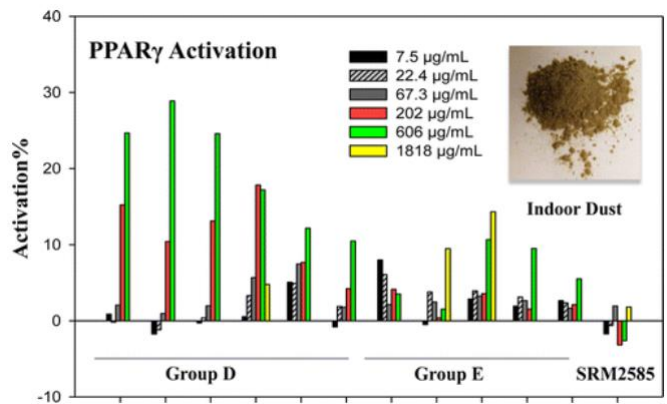 40
PPARγ Activation
7.5 µg/mL
22.4 µg/mL
67.3 µg/mL
202 µg/mL
606 µg/mL
1818 µg/mL
30
20
10
0
-10
Activation%
Indoor Dust
Group D
Group E
SRM2585